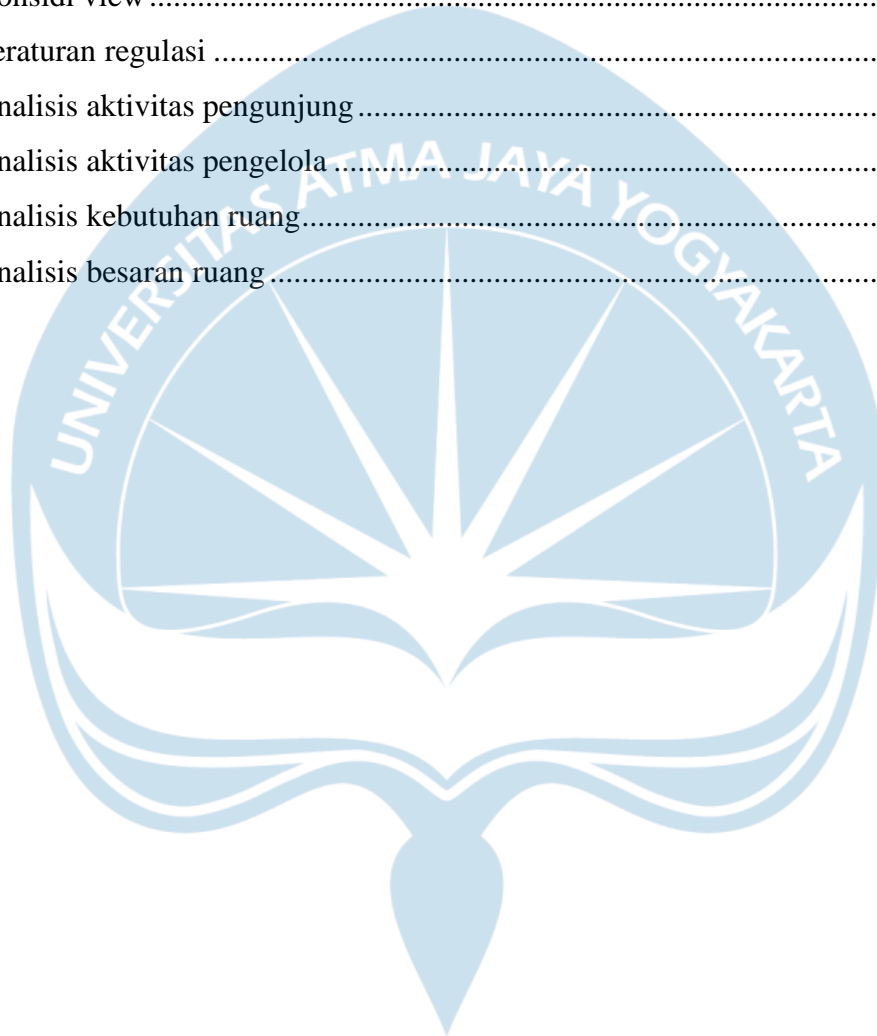 onsidi view
eraturan regulasi
nalisis aktivitas pengunjung
nalisis aktivitas pengelola
nalisis kebutuhan ruang
nalisis besaran ruang
UNIVERSITAS ATMA JAYA YOGYAKARTA